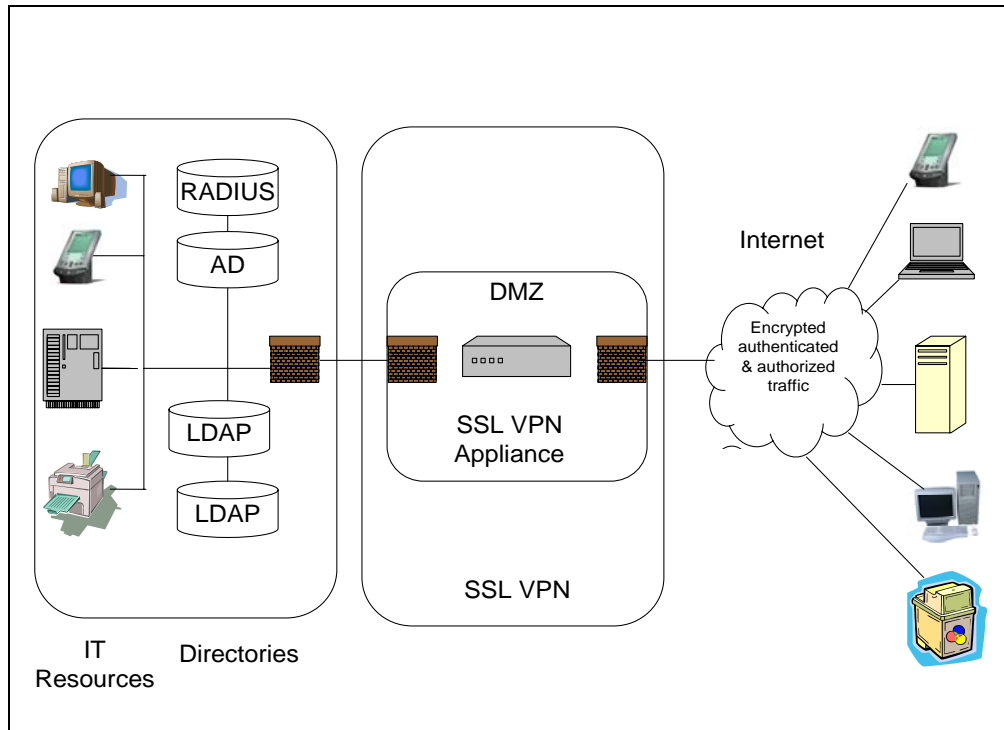 RADIUS
AD
LDAP
LDAP
IT
Resources
Directories
DMZ
SSL VPN
Appliance
SSL VPN
Internet
Encrypted
authenticated
& authorized
traffic